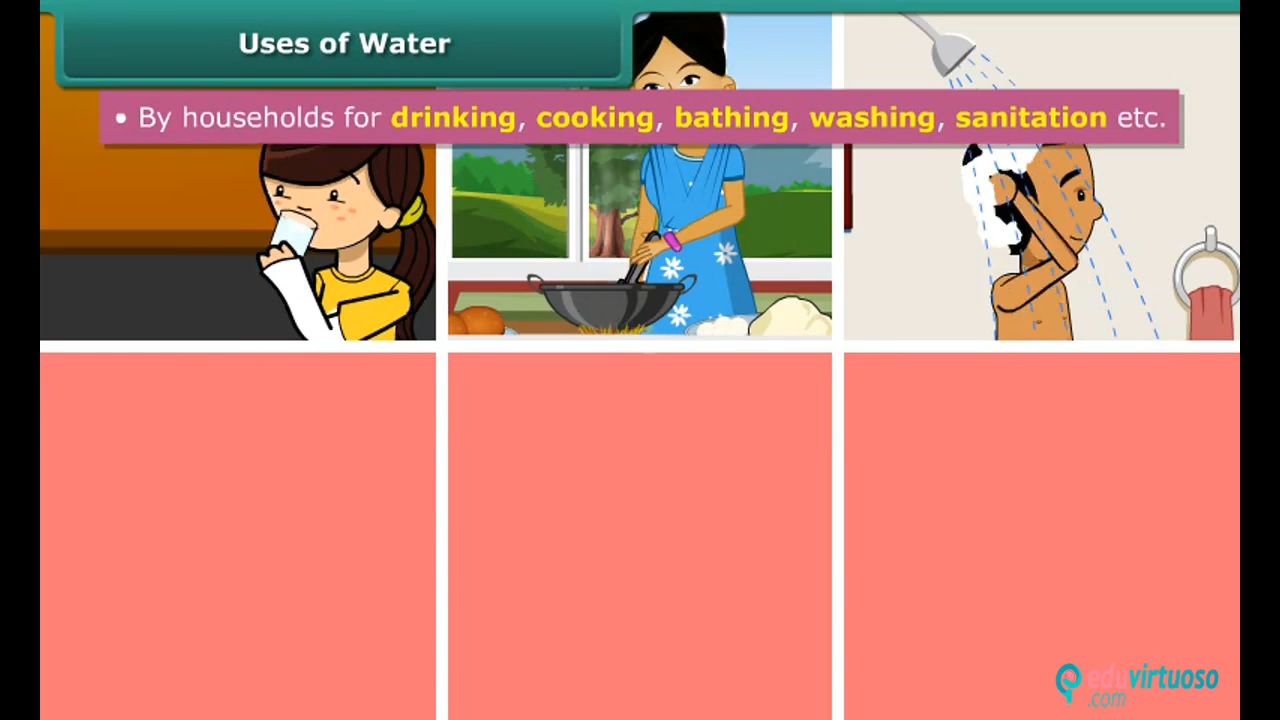 Uses of Water
• By households for drinking, cooking, bathing, washing, sanitation etc.
eduvirtuoso
.com